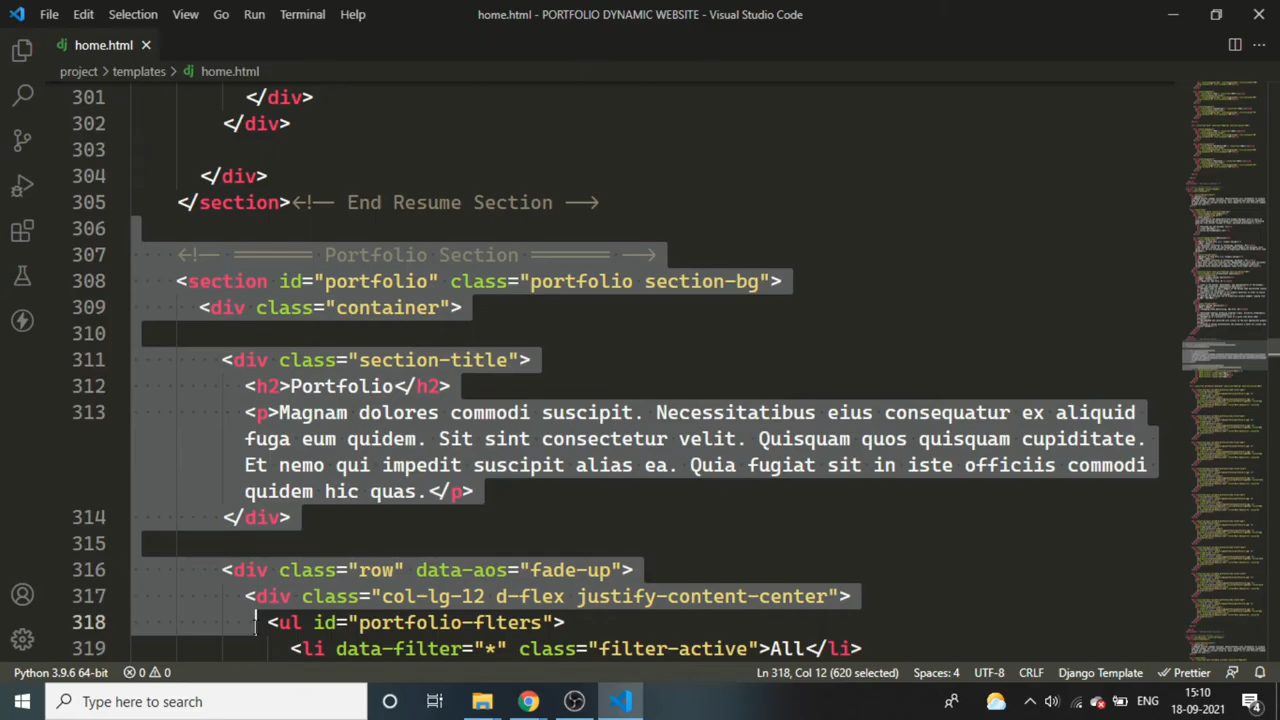 File Edit Selection View Go Run Terminal Help home.html - PORTFOLIO DYNAMIC WEBSITE - Visual Studio Code
dj home.html
project › templates › dj home.html
301 </div>
302 </div>
303
304 </div>
305 </section><!-- End Resume Section -->
306
307 <!-- ======= Portfolio Section ======= -->
308 <section id="portfolio" class="portfolio section-bg">
309 <div class="container">
310
311 <div class="section-title">
312 <h2>Portfolio</h2>
313 <p>Magnam dolores commodi suscipit. Necessitatibus eius consequatur ex aliquid
fuga eum quidem. Sit sint consectetur velit. Quisquam quos quisquam cupiditate.
Et nemo qui impedit suscipit alias ea. Quia fugiat sit in iste officiis commodi
quidem hic quas.</p>
314 </div>
315
316 <div class="row" data-aos="fade-up">
317 <div class="col-lg-12 d-flex justify-content-center">
318 <ul id="portfolio-flters">
319 <li data-filter="*" class="filter-active">All</li>
Python 3.9.6 64-bit 0 0 Ln 318, Col 12 (620 selected) Spaces: 4 UTF-8 CRLF Django Template Prettier
Type here to search ENG 15:10
18-09-2021 4